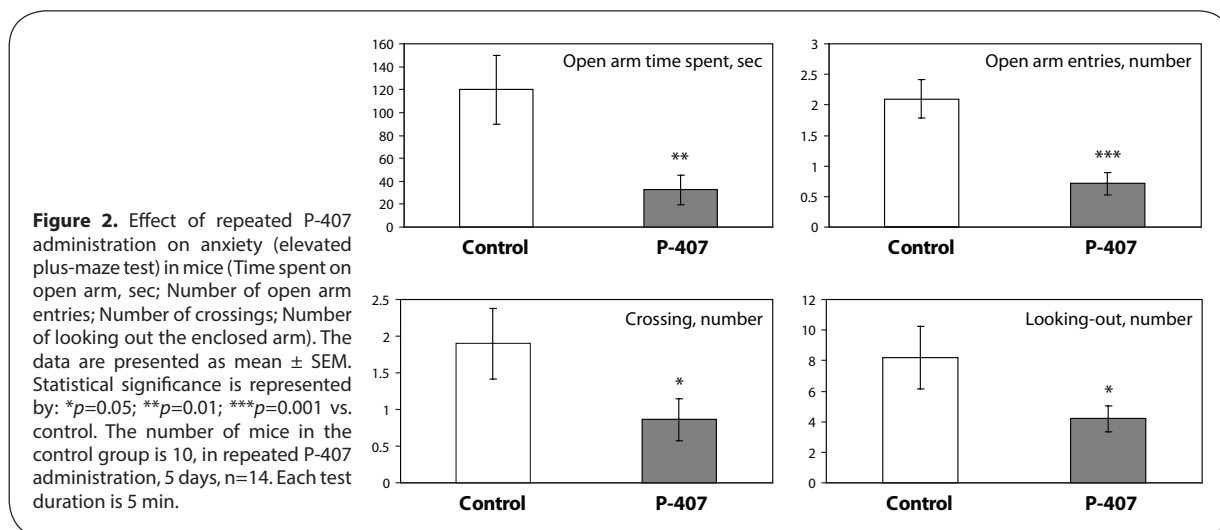 Figure 2. Effect of repeated P-407
administration on anxiety (elevated
plus-maze test) in mice (Time spent on
open arm, sec; Number of open arm
entries; Number of crossings; Number
of looking out the enclosed arm). The
data are presented as mean ± SEM.
Statistical significance is represented
by: *p=0.05; **p=0.01; ***p=0.001 vs.
control. The number of mice in the
control group is 10, in repeated P-407
administration, 5 days, n=14. Each test
duration is 5 min.
Open arm time spent, sec
160
140
120
100
80
60
40
20
0
**
Control P-407
Open arm entries, number
3
2.5
2
1.5
1
0.5
0
***
Control P-407
Crossing, number
2.5
2
1.5
1
0.5
0
*
Control P-407
Looking-out, number
12
10
8
6
4
2
0
*
Control P-407